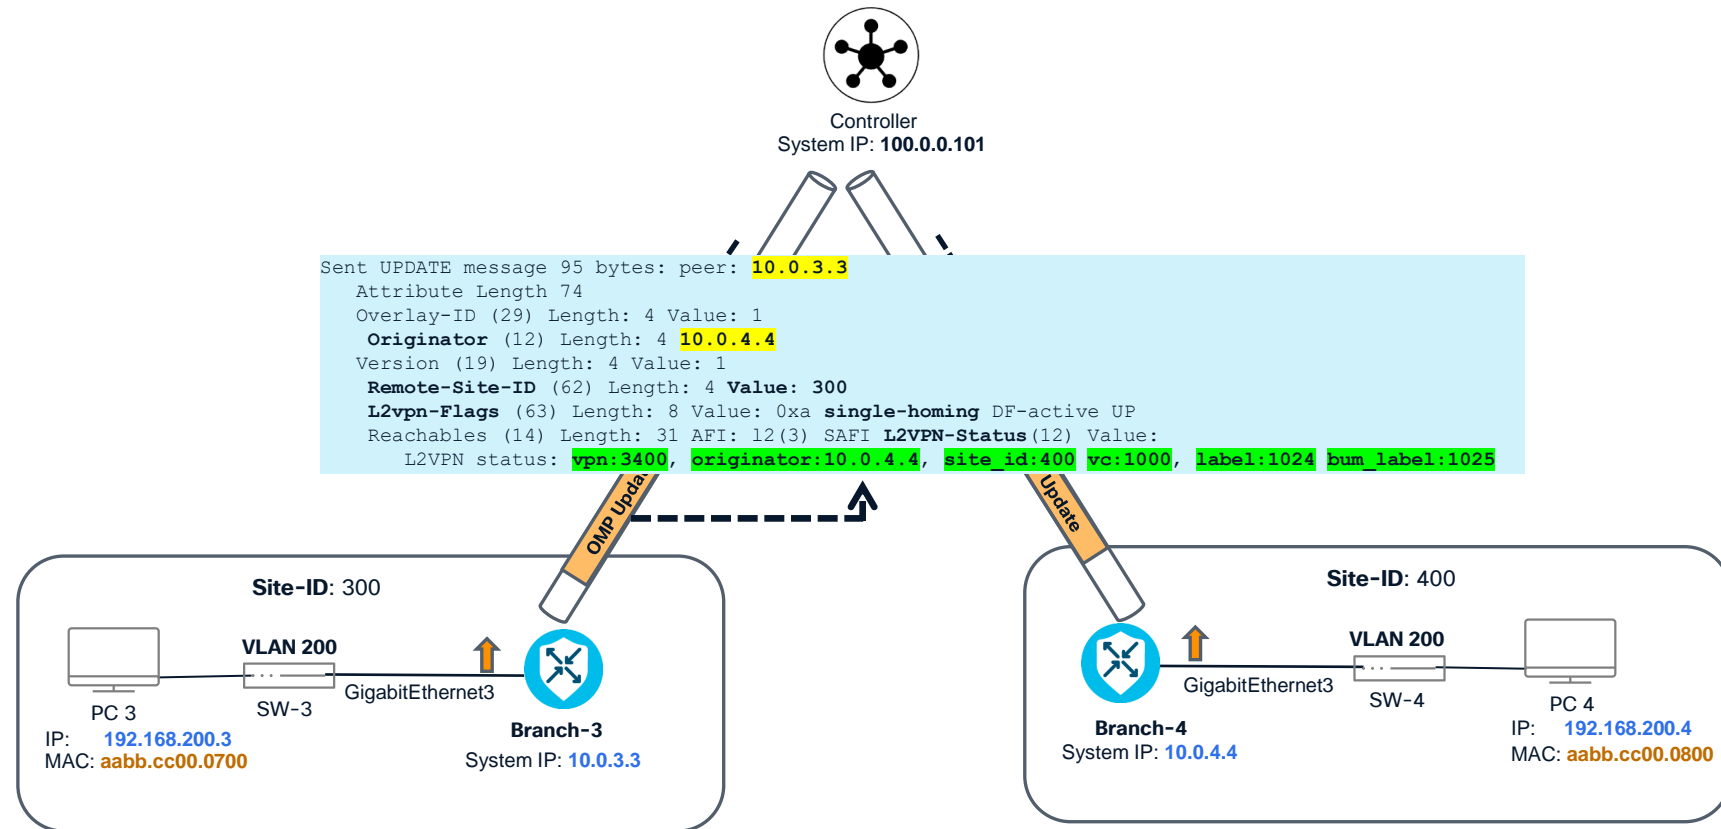 Controller
System IP: 100.0.0.101
Sent UPDATE message 95 bytes: peer: 10.0.3.3
Attribute Length 74
Overlay-ID (29) Length: 4 Value: 1
Originator (12) Length: 4 10.0.4.4
Version (19) Length: 4 Value: 1
Remote-Site-ID (62) Length: 4 Value: 300
L2vpn-Flags (63) Length: 8 Value: 0xa single-homing DF-active UP
Reachables (14) Length: 31 AFI: l2(3) SAFI L2VPN-Status(12) Value:
L2VPN status: vpn:3400, originator:10.0.4.4, site_id:400 vc:1000, label:1024 bum_label:1025
OMP Updat
Update
Site-ID: 300
VLAN 200
GigabitEthernet3
SW-3
PC 3
IP: 192.168.200.3
MAC: aabb.cc00.0700
Branch-3
System IP: 10.0.3.3
Site-ID: 400
VLAN 200
GigabitEthernet3
SW-4
Branch-4
System IP: 10.0.4.4
PC 4
IP: 192.168.200.4
MAC: aabb.cc00.0800